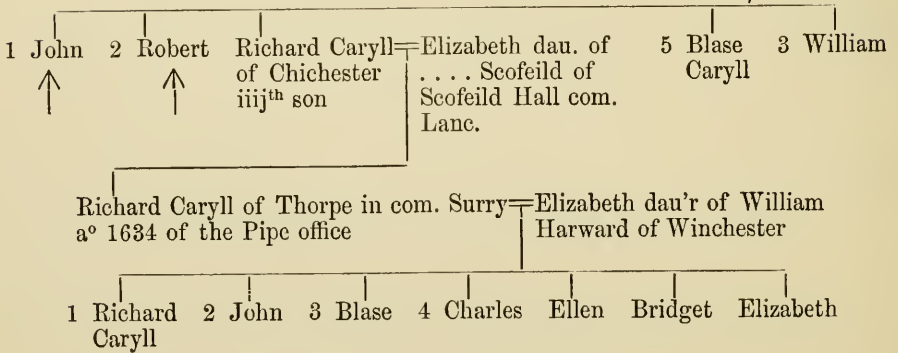 1 John 2 Robert Richard Caryll=Elizabeth dau. of 5 Blase 3 William
of Chichester .... Scofeild of Caryll
iiijth son Scofeild Hall com.
Lanc.
Richard Caryll of Thorpe in com. Surry=Elizabeth dau'r of William
aº 1634 of the Pipe office Harward of Winchester
1 Richard 2 John 3 Blase 4 Charles Ellen Bridget Elizabeth
Caryll